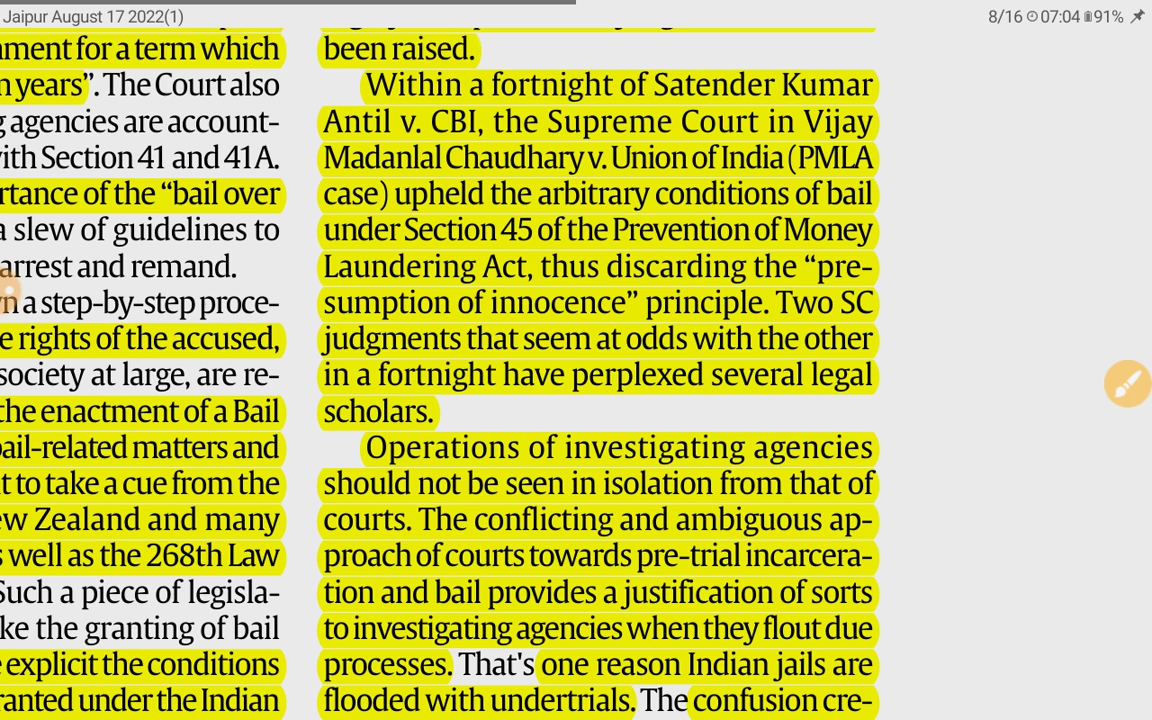 Jaipur August 17 2022(1)
8/16 07:04 91%
ment for a term which
n years”. The Court also
g agencies are account-
ith Section 41 and 41A.
rtance of the “bail over
a slew of guidelines to
arrest and remand.
n a step-by-step proce-
e rights of the accused,
society at large, are re-
the enactment of a Bail
bail-related matters and
t to take a cue from the
ew Zealand and many
s well as the 268th Law
Such a piece of legisla-
ke the granting of bail
e explicit the conditions
ranted under the Indian
been raised.
Within a fortnight of Satender Kumar
Antil v. CBI, the Supreme Court in Vijay
Madanlal Chaudhary v. Union of India (PMLA
case) upheld the arbitrary conditions of bail
under Section 45 of the Prevention of Money
Laundering Act, thus discarding the “pre-
sumption of innocence” principle. Two SC
judgments that seem at odds with the other
in a fortnight have perplexed several legal
scholars.
Operations of investigating agencies
should not be seen in isolation from that of
courts. The conflicting and ambiguous ap-
proach of courts towards pre-trial incarcera-
tion and bail provides a justification of sorts
to investigating agencies when they flout due
processes. That's one reason Indian jails are
flooded with undertrials. The confusion cre-